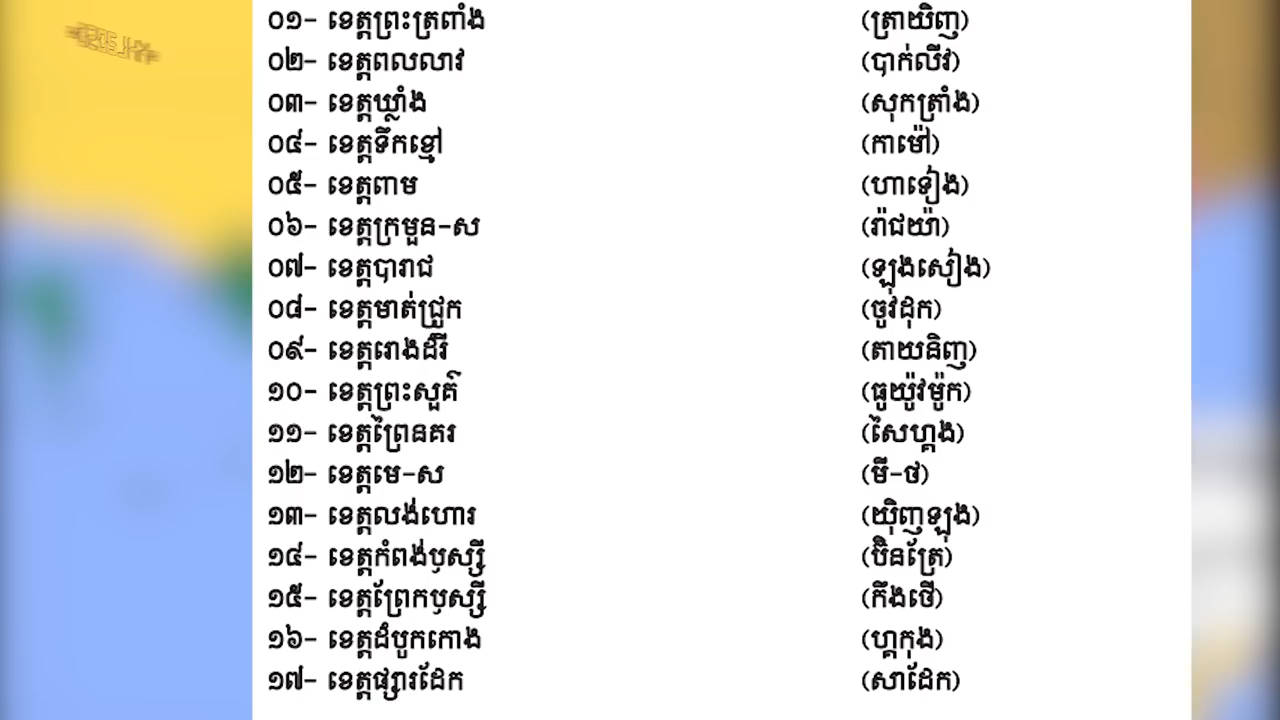 ០១- ខេត្តព្រះត្រពាំង (ត្រាយិញ)
០២- ខេត្តពលលាវ (បាក់លីវ)
០៣- ខេត្តឃ្លាំង (សុកត្រាំង)
០៤- ខេត្តទឹកខ្មៅ (កាម៉ៅ)
០៥- ខេត្តពាម (ហាទៀង)
០៦- ខេត្តក្រមួន-ស (រ៉ាជយ៉ា)
០៧- ខេត្តបារាជ (ឡុងសៀង)
០៨- ខេត្តមាត់ជ្រូក (ចូវដុក)
០៩- ខេត្តរោងដំរី (តាយនិញ)
១០- ខេត្តព្រះសួគ៌ (ធូយ៉ូវម៉ូក)
១១- ខេត្តព្រៃនគរ (សៃហ្គង)
១២- ខេត្តមេ-ស (មី-ថ)
១៣- ខេត្តលង់ហោរ (យ៉ិញឡុង)
១៤- ខេត្តកំពង់ឫស្សី (ប៊ិនត្រែ)
១៥- ខេត្តព្រែកឫស្សី (កឹងថើ)
១៦- ខេត្តដំបូកកោង (ហ្គកុង)
១៧- ខេត្តផ្សារដែក (សាដែក)